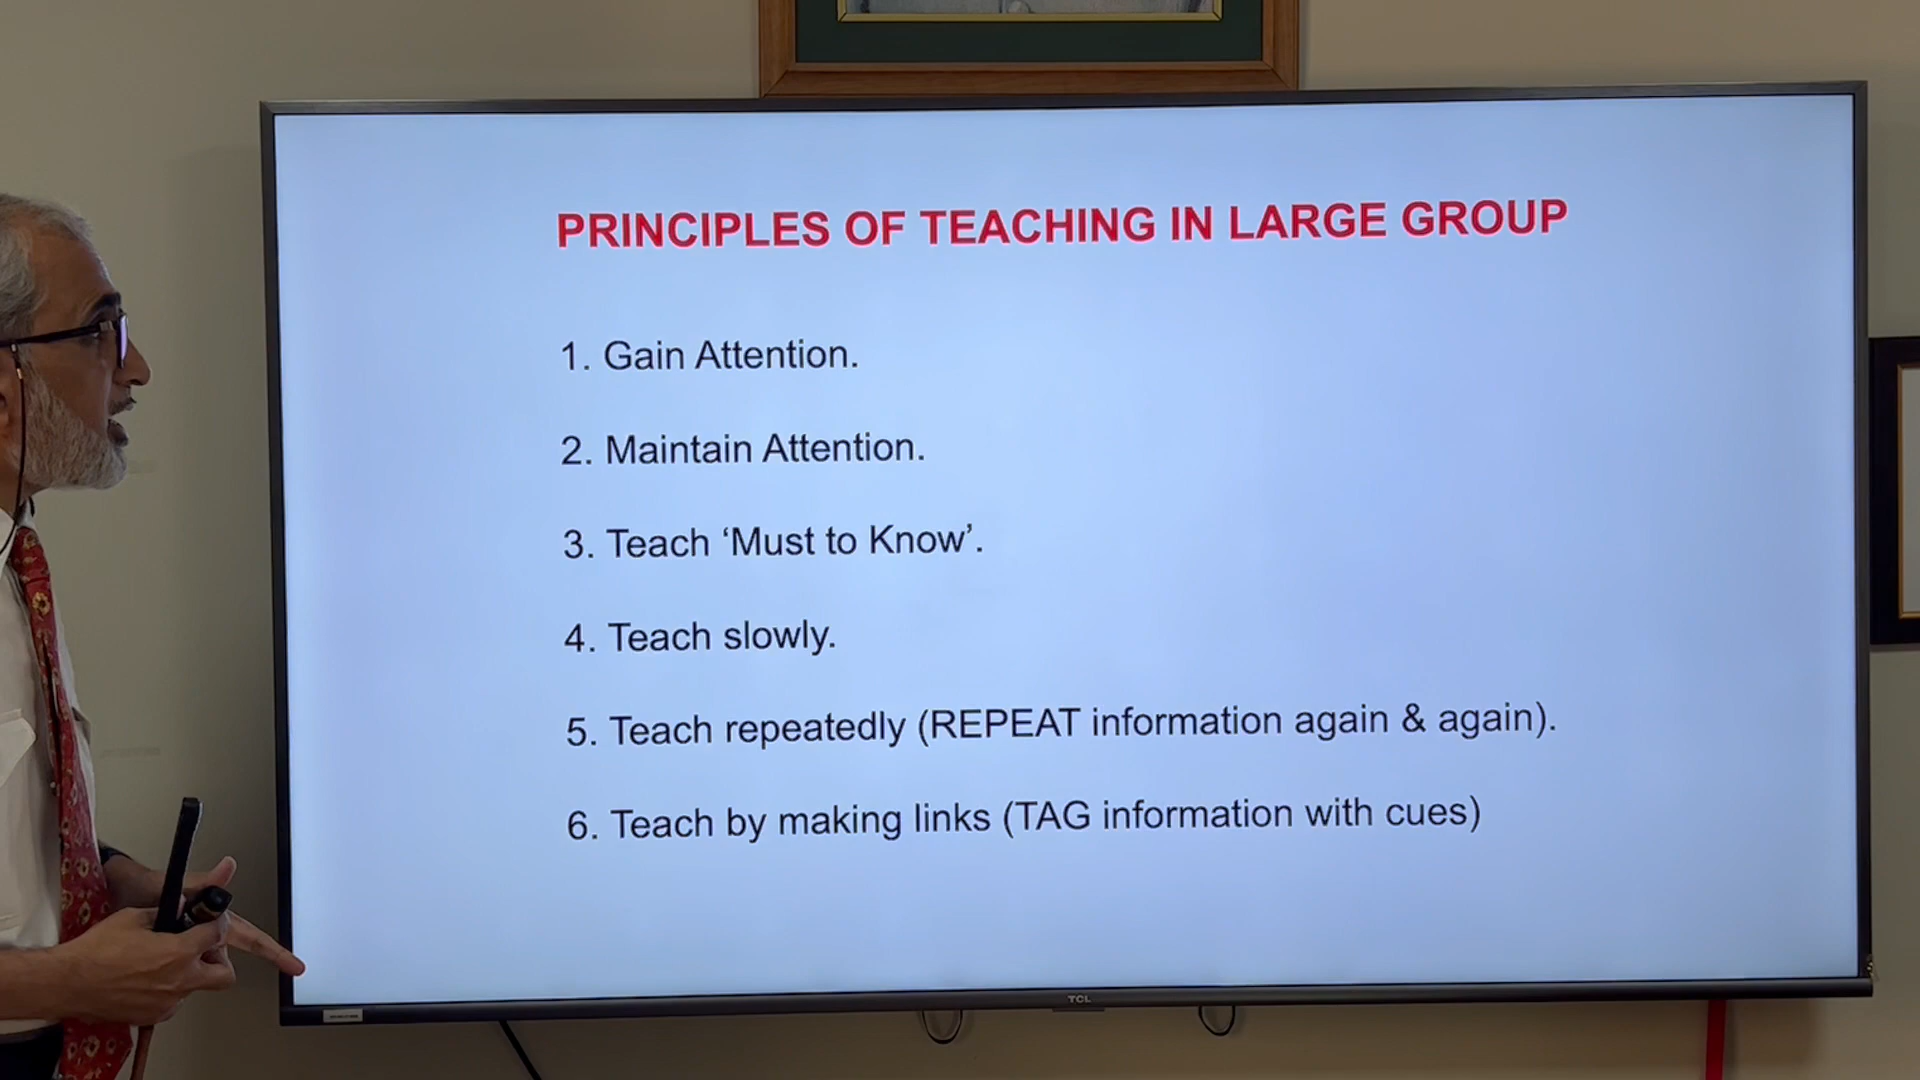 PRINCIPLES OF TEACHING IN LARGE GROUP
1. Gain Attention.
2. Maintain Attention.
3. Teach ‘Must to Know’.
4. Teach slowly.
5. Teach repeatedly (REPEAT information again & again).
6. Teach by making links (TAG information with cues)
TCL